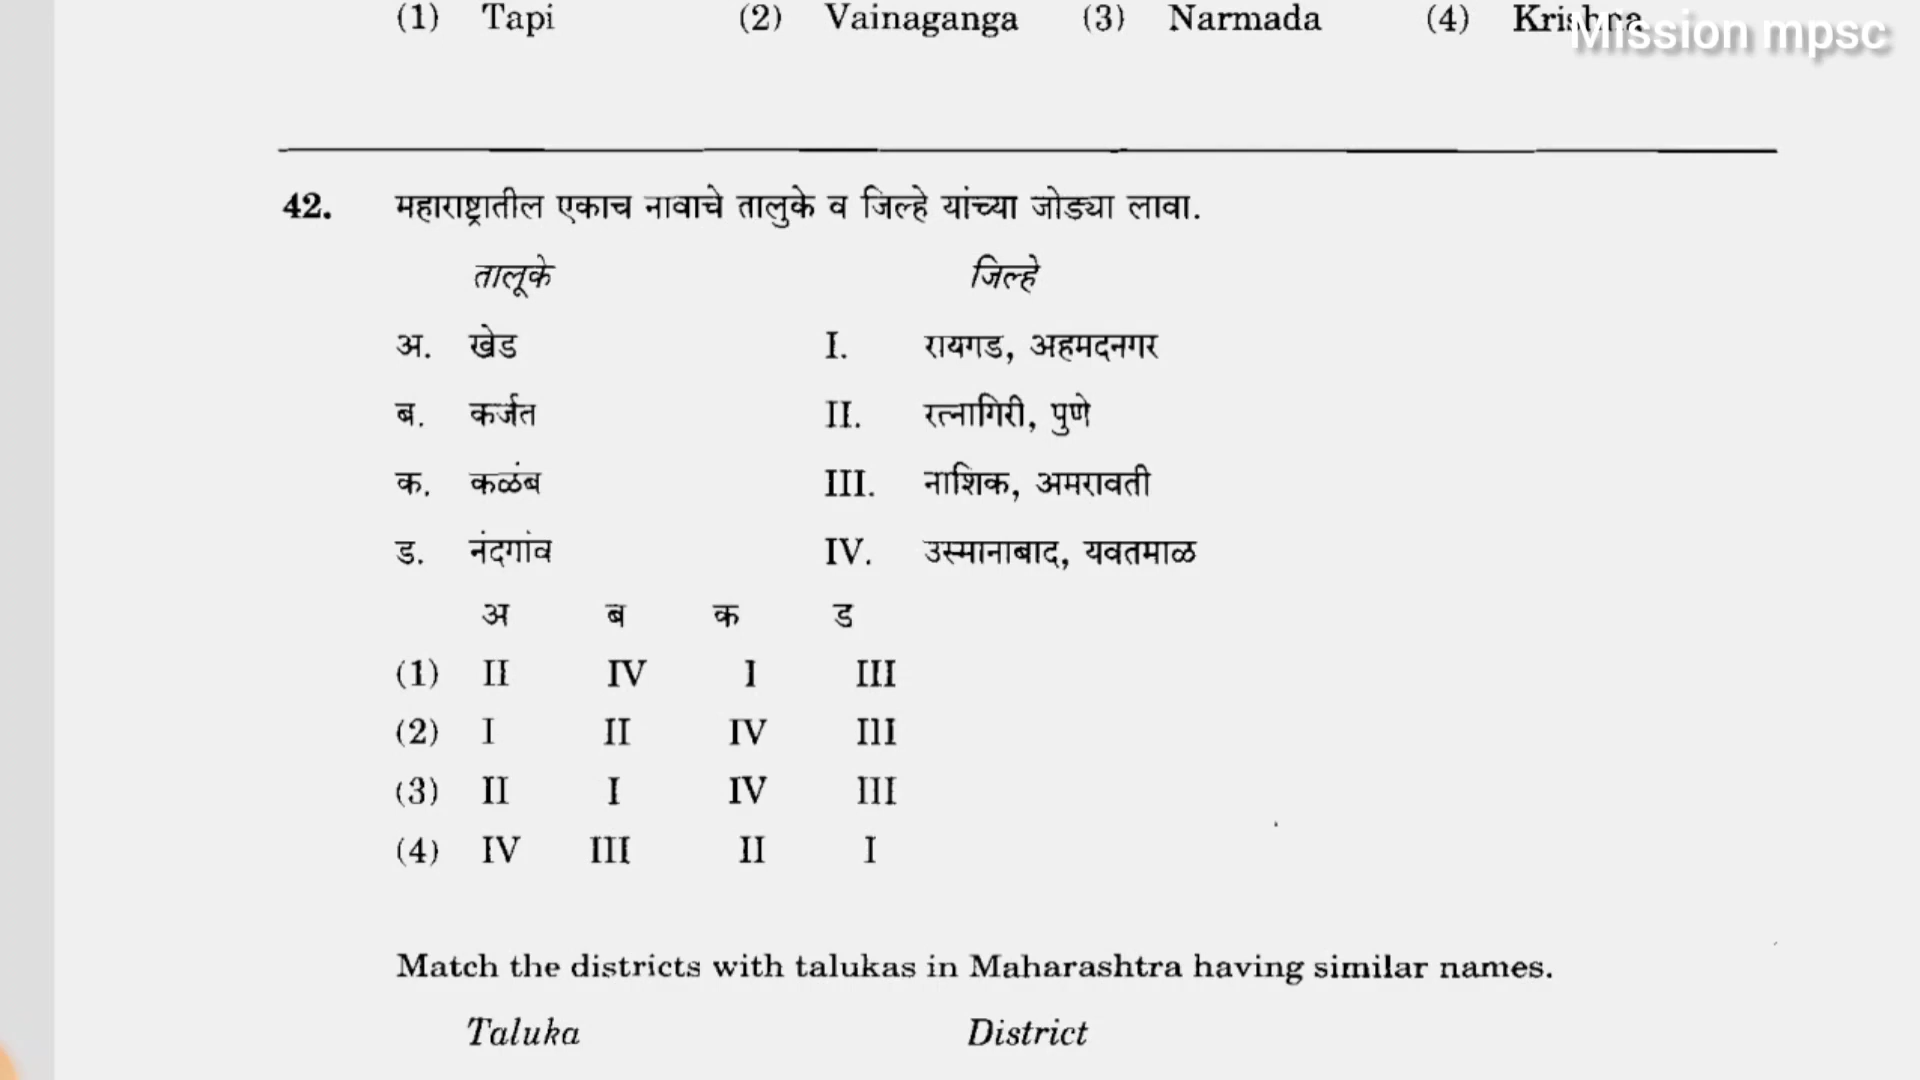 (1) Tapi (2) Vainaganga (3) Narmada (4) Krishna
Mission mpsc
42. महाराष्ट्रातील एकाच नावाचे तालुके व जिल्हे यांच्या जोड्या लावा.
तालूके जिल्हे
अ. खेड I. रायगड, अहमदनगर
ब. कर्जत II. रत्नागिरी, पुणे
क. कळंब III. नाशिक, अमरावती
ड. नंदगांव IV. उस्मानाबाद, यवतमाळ
अ ब क ड
(1) II IV I III
(2) I II IV III
(3) II I IV III
(4) IV III II I
Match the districts with talukas in Maharashtra having similar names.
Taluka District